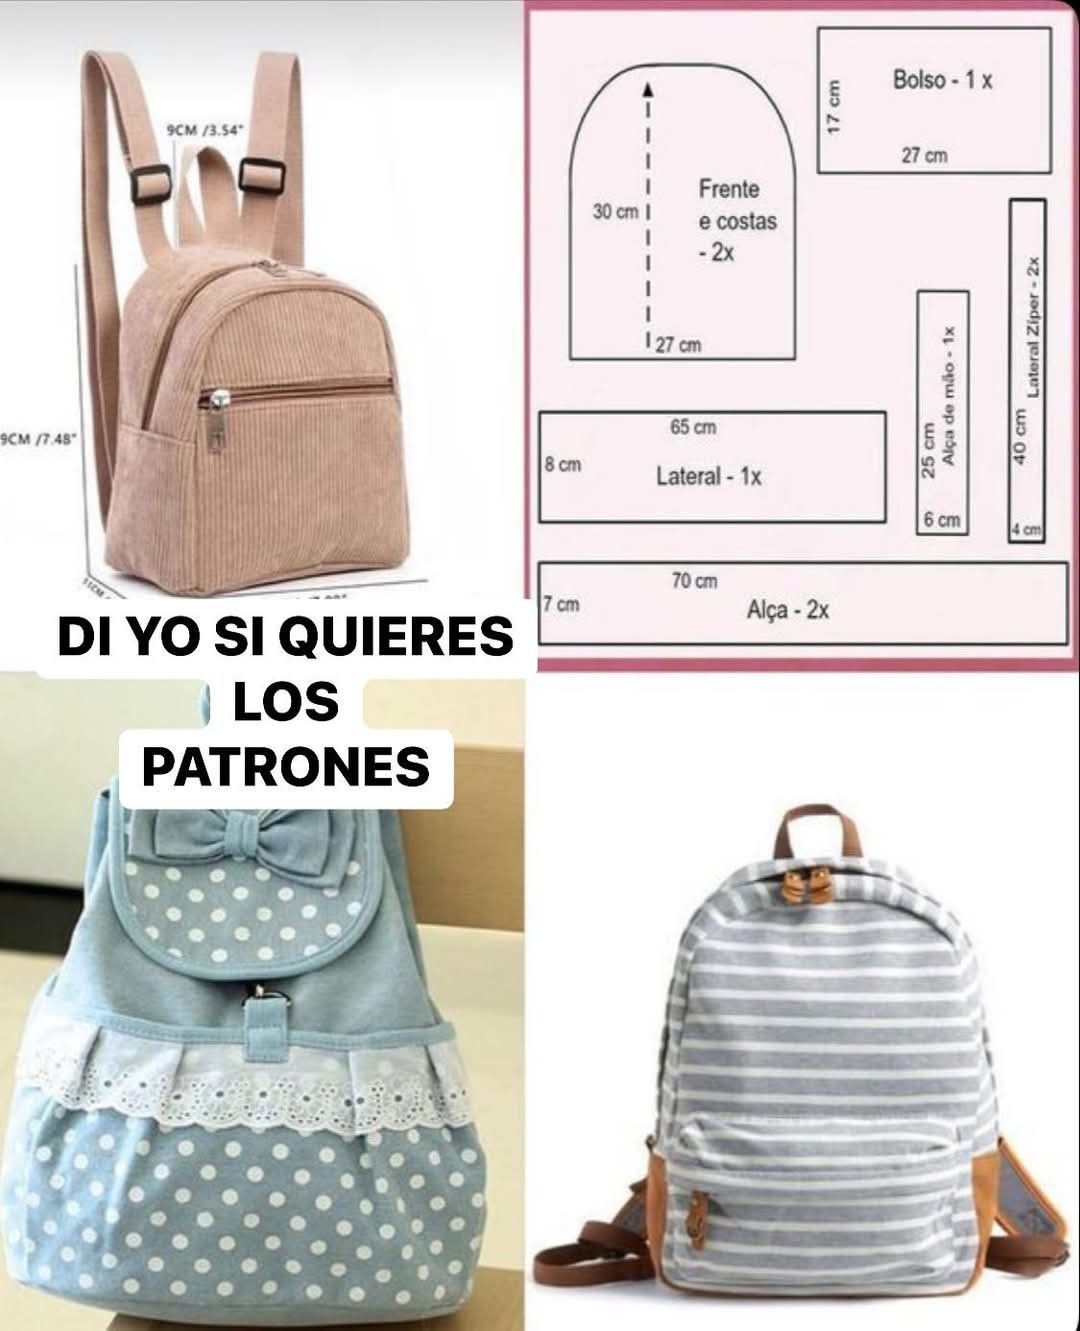 9CM /3.54"
9CM /7.48"
DI YO SI QUIERES
LOS
PATRONES
Bolso - 1 x
17 cm
27 cm
Frente
e costas
- 2x
30 cm
27 cm
Lateral Zíper - 2x
40 cm
4 cm
Alça de mão - 1x
25 cm
6 cm
65 cm
8 cm
Lateral - 1x
70 cm
7 cm
Alça - 2x